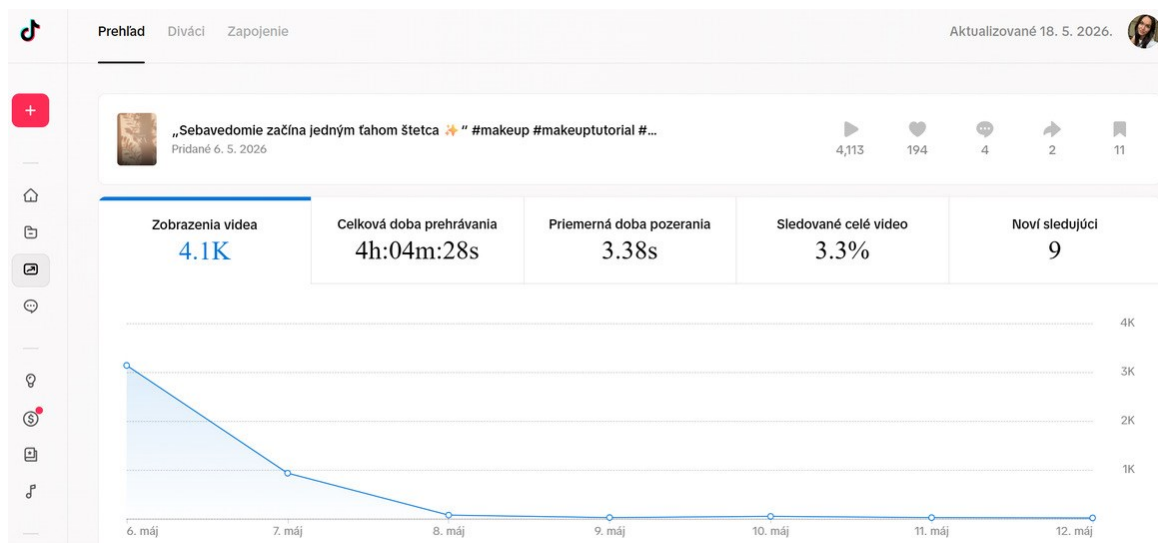 Prehľad Diváci Zapojenie Aktualizované 18. 5. 2026.
„Sebavedomie začína jedným ťahom štetca ✨ “ #makeup #makeuptutorial #...
Pridané 6. 5. 2026
4,113 194 4 2 11
Zobrazenia videa
4.1K
Celková doba prehrávania
4h:04m:28s
Priemerná doba pozerania
3.38s
Sledované celé video
3.3%
Noví sledujúci
9
4K
3K
2K
1K
6. máj 7. máj 8. máj 9. máj 10. máj 11. máj 12. máj